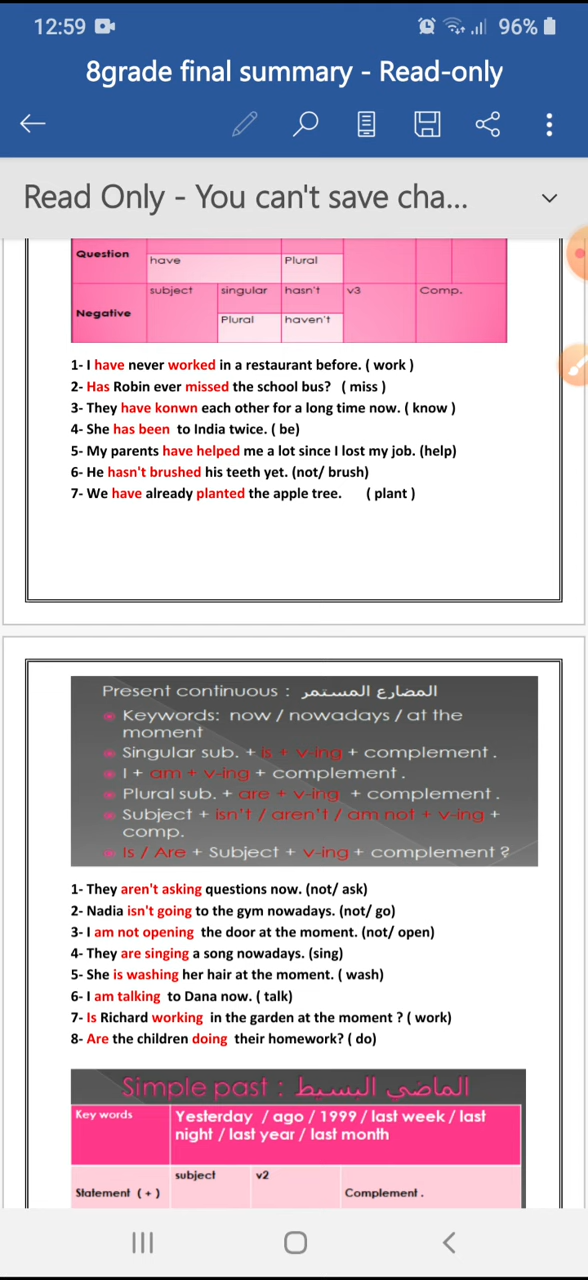 12:59 96%
8grade final summary - Read-only
Read Only - You can't save cha...
Question have Plural
Negative subject singular hasn't v3 Comp.
Plural haven't
1- I have never worked in a restaurant before. ( work )
2- Has Robin ever missed the school bus? ( miss )
3- They have konwn each other for a long time now. ( know )
4- She has been to India twice. ( be)
5- My parents have helped me a lot since I lost my job. (help)
6- He hasn't brushed his teeth yet. (not/ brush)
7- We have already planted the apple tree. ( plant )
Present continuous : المضارع المستمر
Keywords: now / nowadays / at the
moment
Singular sub. + is + v-ing + complement .
I + am + v-ing + complement .
Plural sub. + are + v-ing + complement .
Subject + isn't / aren't / am not + v-ing +
comp.
Is / Are + Subject + v-ing + complement ?
1- They aren't asking questions now. (not/ ask)
2- Nadia isn't going to the gym nowadays. (not/ go)
3- I am not opening the door at the moment. (not/ open)
4- They are singing a song nowadays. (sing)
5- She is washing her hair at the moment. ( wash)
6- I am talking to Dana now. ( talk)
7- Is Richard working in the garden at the moment ? ( work)
8- Are the children doing their homework? ( do)
Simple past : الماضي البسيط
Key words Yesterday / ago / 1999 / last week / last
night / last year / last month
subject v2
Statement ( + ) Complement .